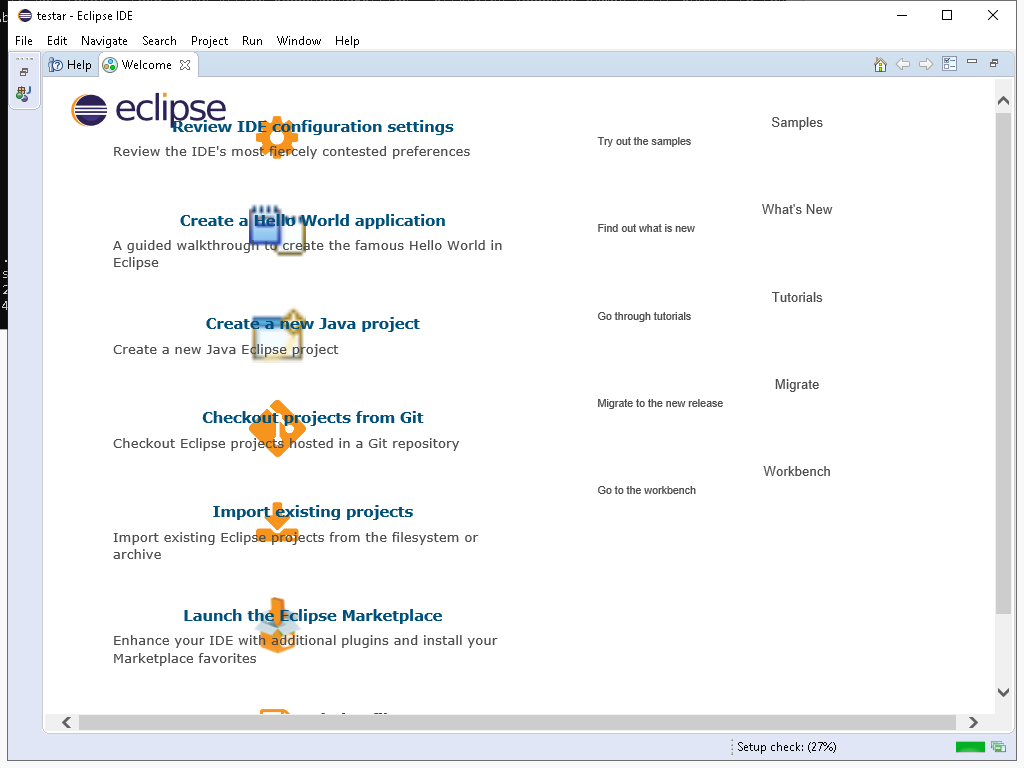 testar - Eclipse IDE
File Edit Navigate Search Project Run Window Help
Help Welcome
eclipse
Review IDE configuration settings
Review the IDE's most fiercely contested preferences
Create a Hello World application
A guided walkthrough to create the famous Hello World in
Eclipse
Create a new Java project
Create a new Java Eclipse project
Checkout projects from Git
Checkout Eclipse projects hosted in a Git repository
Import existing projects
Import existing Eclipse projects from the filesystem or
archive
Launch the Eclipse Marketplace
Enhance your IDE with additional plugins and install your
Marketplace favorites
Samples
Try out the samples
What's New
Find out what is new
Tutorials
Go through tutorials
Migrate
Migrate to the new release
Workbench
Go to the workbench
Setup check: (27%)